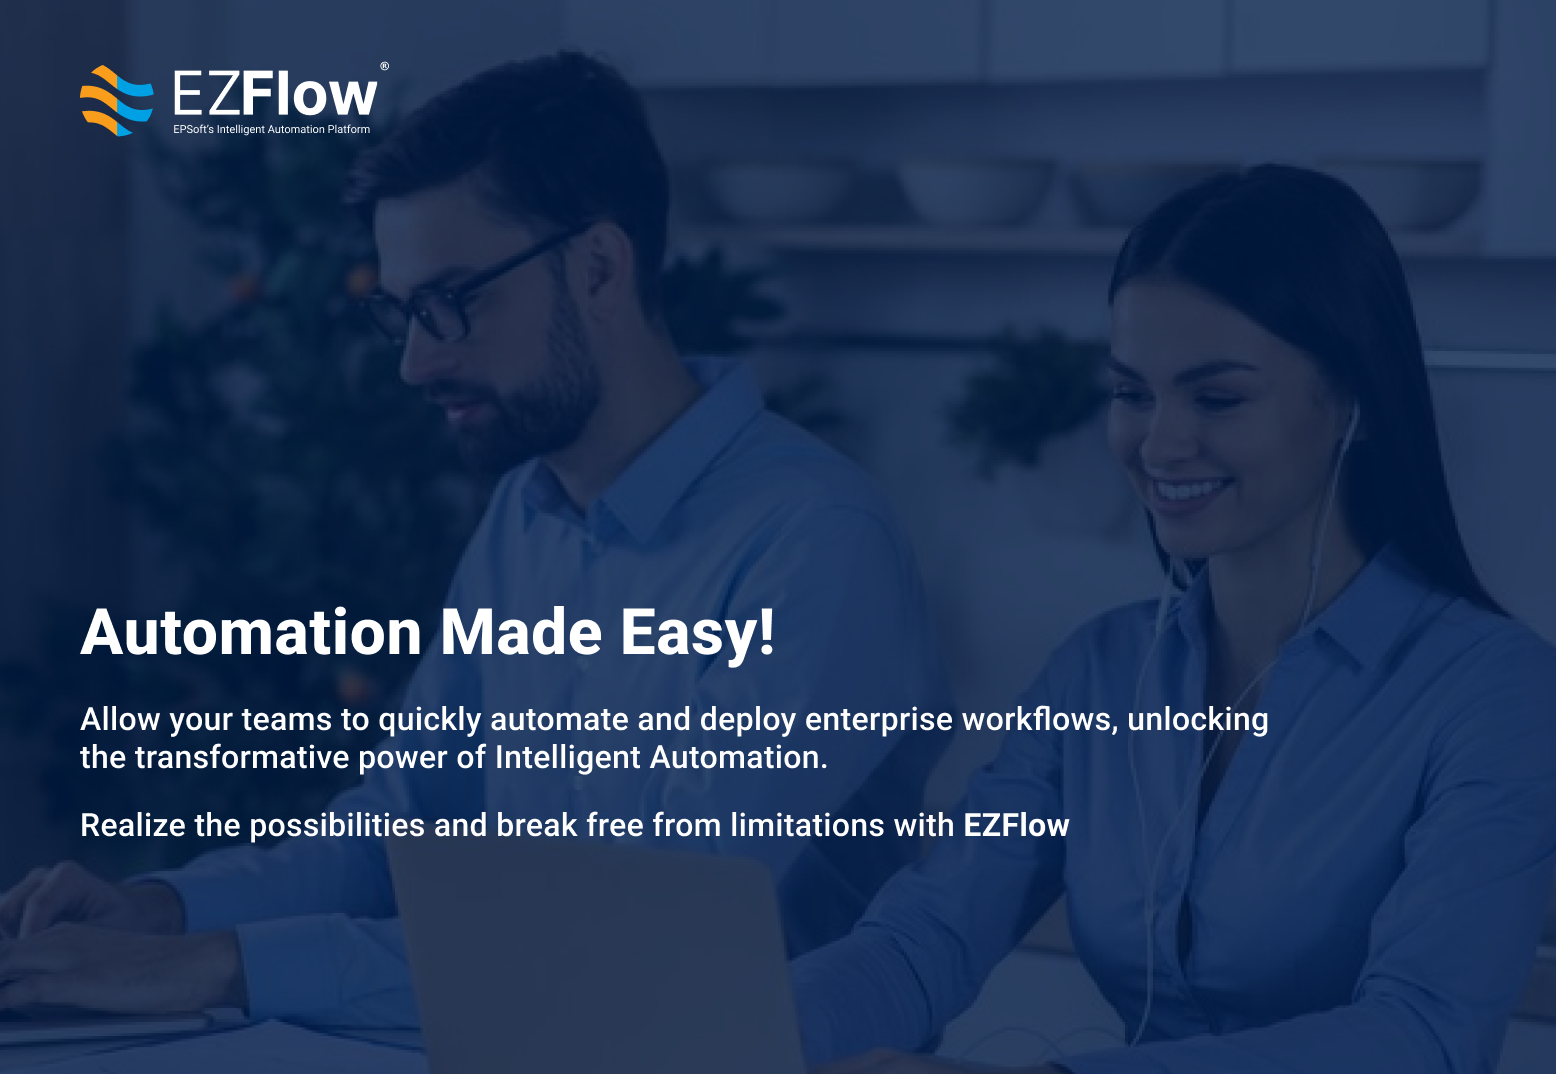 EZFlow®
EPSoft's Intelligent Automation Platform
Automation Made Easy!
Allow your teams to quickly automate and deploy enterprise workflows, unlocking
the transformative power of Intelligent Automation.
Realize the possibilities and break free from limitations with EZFlow